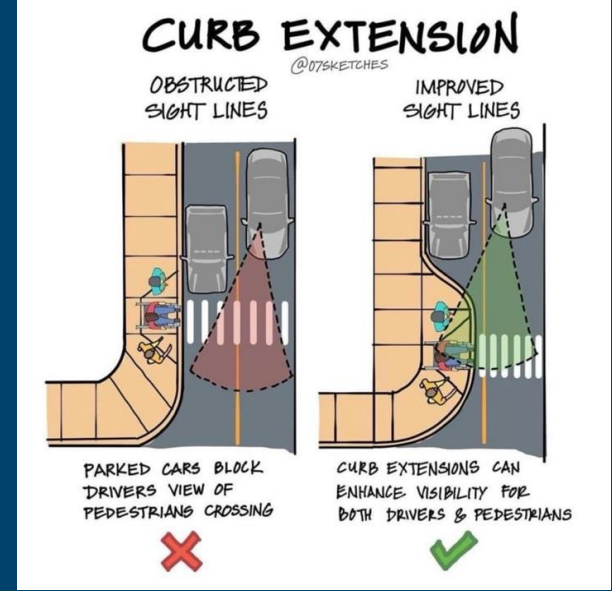 CURB EXTENSION
@07SKETCHES
OBSTRUCTED
SIGHT LINES
PARKED CARS BLOCK
DRIVERS VIEW OF
PEDESTRIANS CROSSING
IMPROVED
SIGHT LINES
CURB EXTENSIONS CAN
ENHANCE VISIBILITY FOR
BOTH DRIVERS & PEDESTRIANS